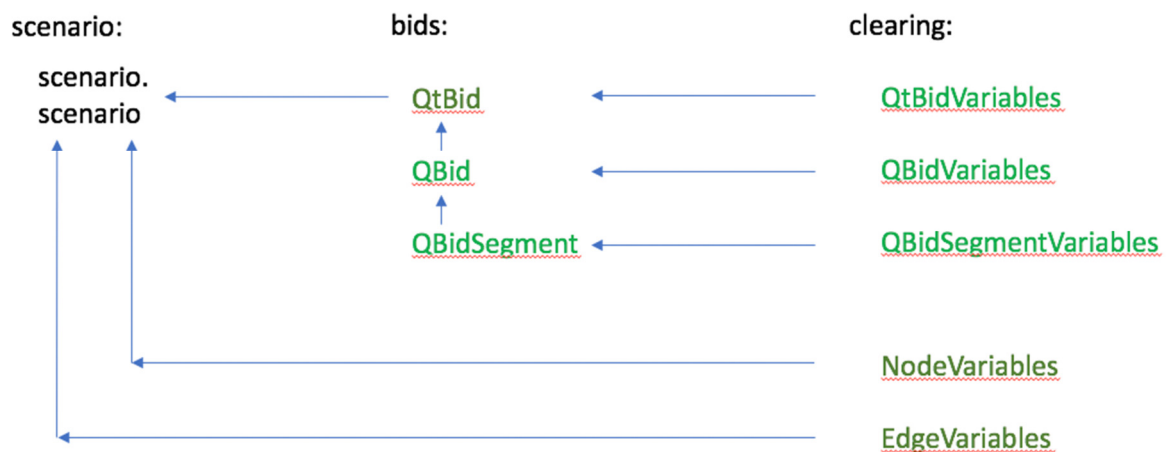 scenario:
bids:
clearing:
scenario.
scenario
QtBid
QtBidVariables
QBid
QBidVariables
QBidSegment
QBidSegmentVariables
NodeVariables
EdgeVariables